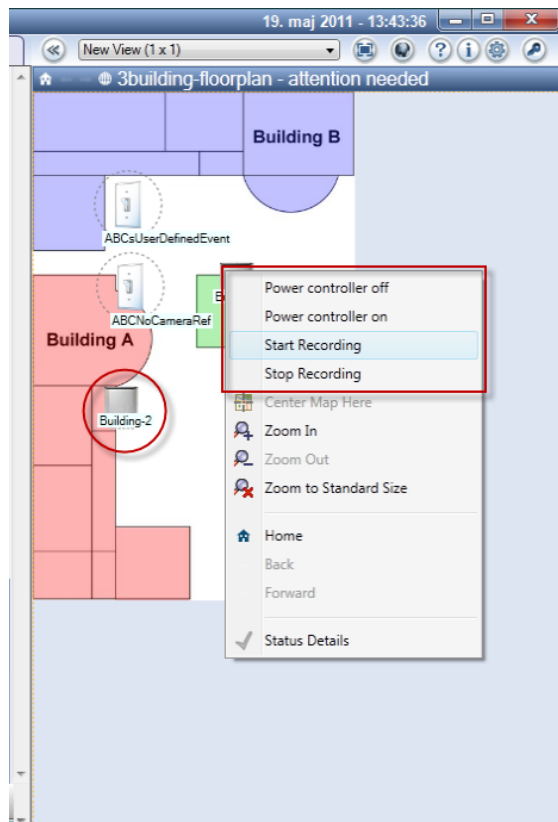 19. maj 2011 - 13:43:36
New View (1 x 1)
3building-floorplan - attention needed
Building B
ABCsUserDefinedEvent
ABCNoCameraRef
Building A
Building-2
Power controller off
Power controller on
Start Recording
Stop Recording
Center Map Here
Zoom In
Zoom Out
Zoom to Standard Size
Home
Back
Forward
Status Details